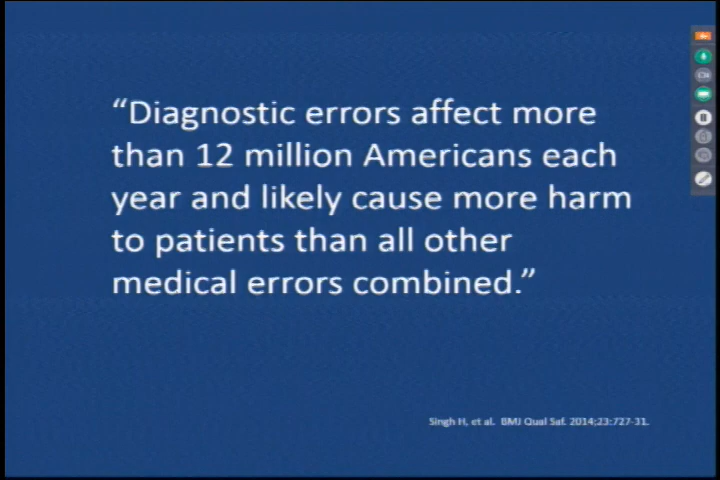 “Diagnostic errors affect more
than 12 million Americans each
year and likely cause more harm
to patients than all other
medical errors combined.”
Singh H, et al. BMJ Qual Saf. 2014;23:727-31.